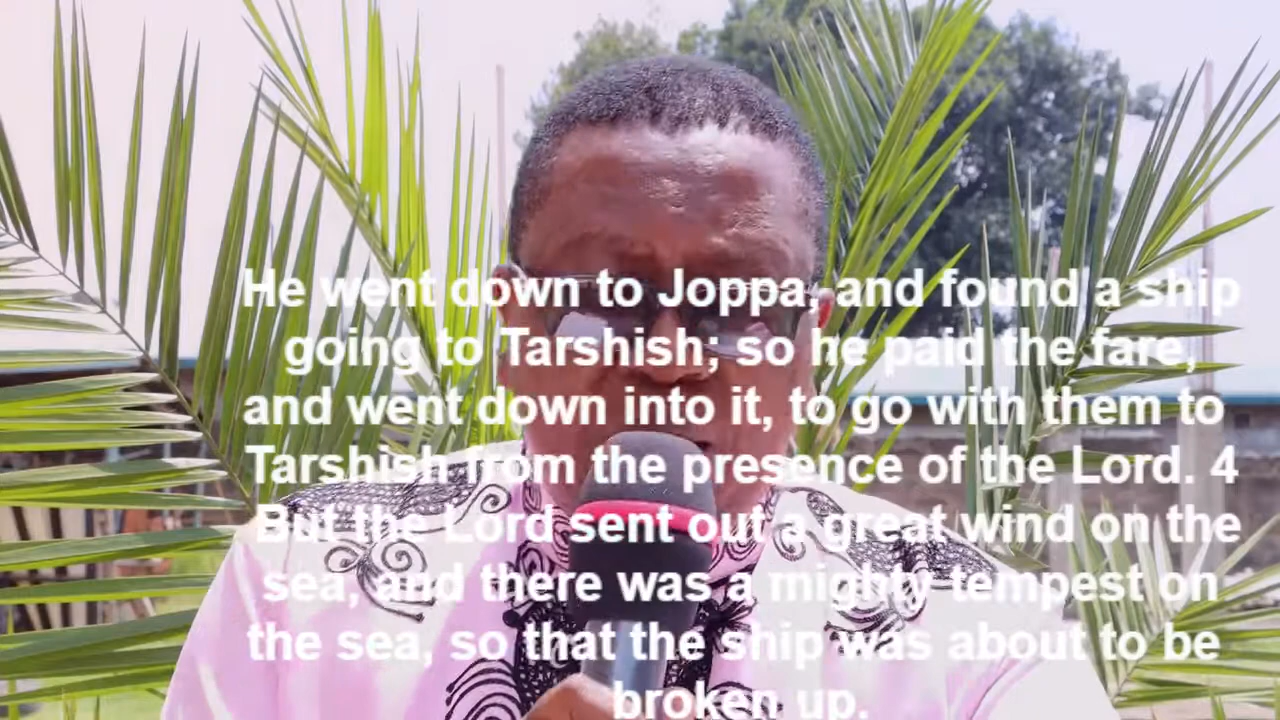 He went down to Joppa, and found a ship
going to Tarshish; so he paid the fare,
and went down into it, to go with them to
Tarshish from the presence of the Lord. 4
But the Lord sent out a great wind on the
sea, and there was a mighty tempest on
the sea, so that the ship was about to be
broken up.